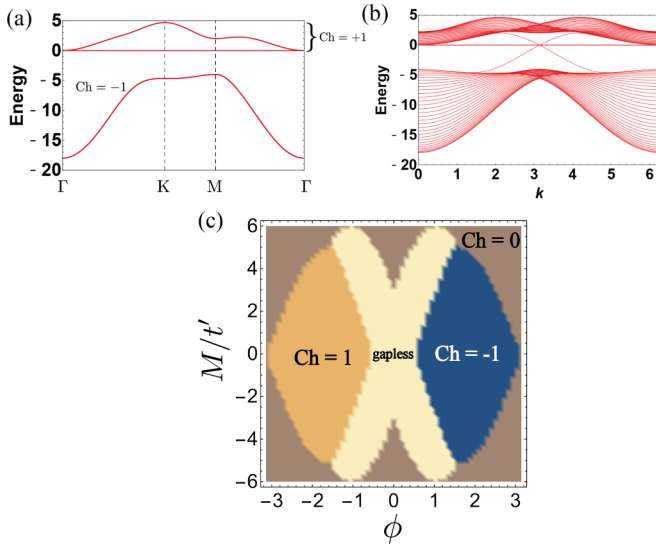 (a)
Energy
5
0
- 5
- 10
- 15
- 20
Γ
K
M
Γ
Ch = −1
Ch = +1
(b)
Energy
5
0
- 5
- 10
- 15
- 20
0 1 2 3 4 5 6
k
(c)
M/t′
6
4
2
0
−2
−4
−6
Ch = 0
Ch = 1
gapless
Ch = -1
−3 −2 −1 0 1 2 3
ϕ